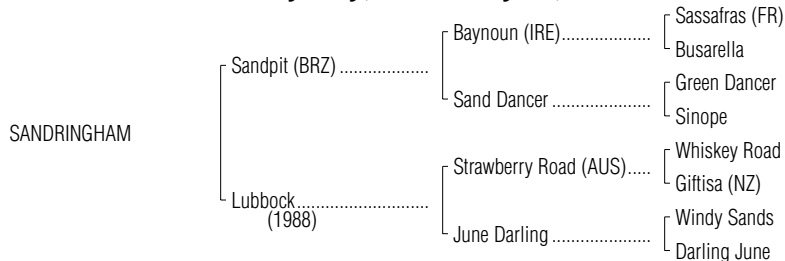 Sassafras (FR)
Baynoun (IRE)....................
Busarella
Sandpit (BRZ) ....................
Green Dancer
Sand Dancer ......................
Sinope
SANDRINGHAM
Whiskey Road
Strawberry Road (AUS).....
Giftisa (NZ)
Lubbock.............................
(1988)
Windy Sands
June Darling ......................
Darling June